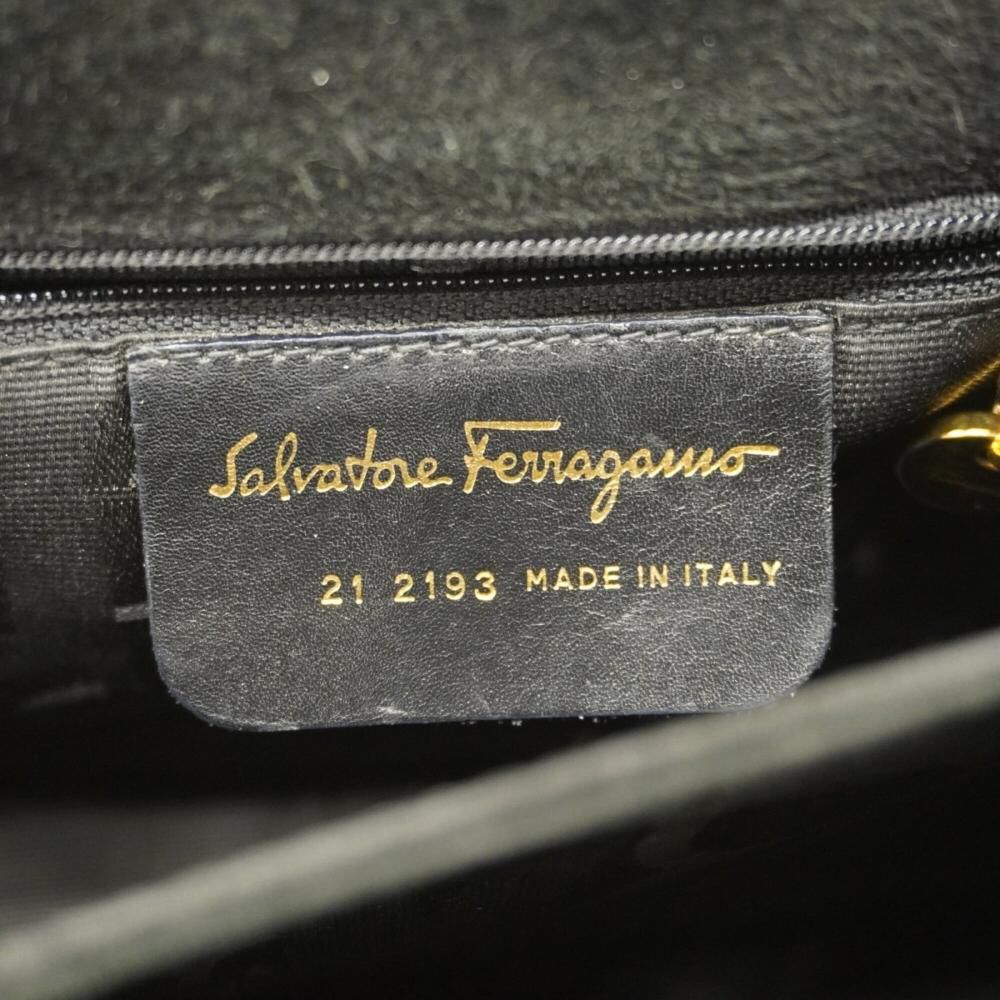 Salvatore Ferragamo
21 2193 MADE IN ITALY